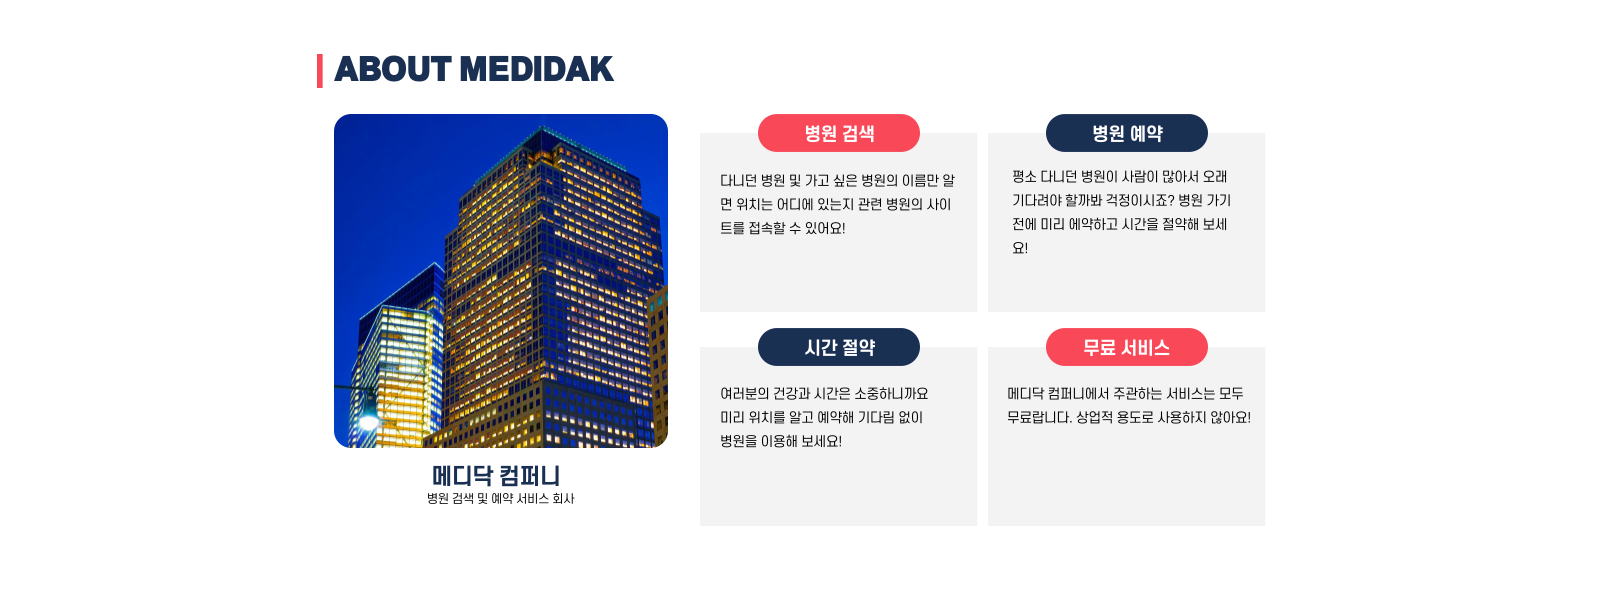 ABOUT MEDIDAK
메디닥 컴퍼니
병원 검색 및 예약 서비스 회사
병원 검색
다니던 병원 및 가고 싶은 병원의 이름만 알
면 위치는 어디에 있는지 관련 병원의 사이
트를 접속할 수 있어요!
병원 예약
평소 다니던 병원이 사람이 많아서 오래
기다려야 할까봐 걱정이시죠? 병원 가기
전에 미리 예약하고 시간을 절약해 보세
요!
시간 절약
여러분의 건강과 시간은 소중하니까요
미리 위치를 알고 예약해 기다림 없이
병원을 이용해 보세요!
무료 서비스
메디닥 컴퍼니에서 주관하는 서비스는 모두
무료랍니다. 상업적 용도로 사용하지 않아요!